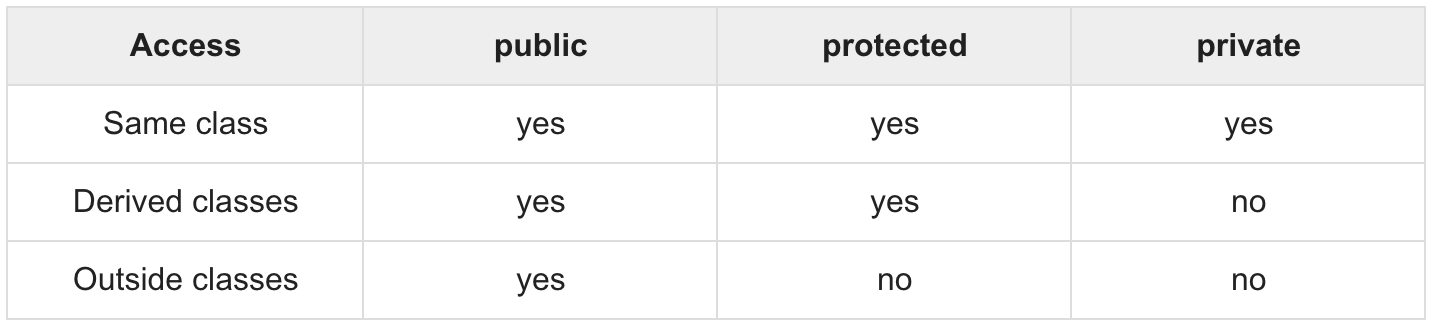 Access public protected private
Same class yes yes yes
Derived classes yes yes no
Outside classes yes no no